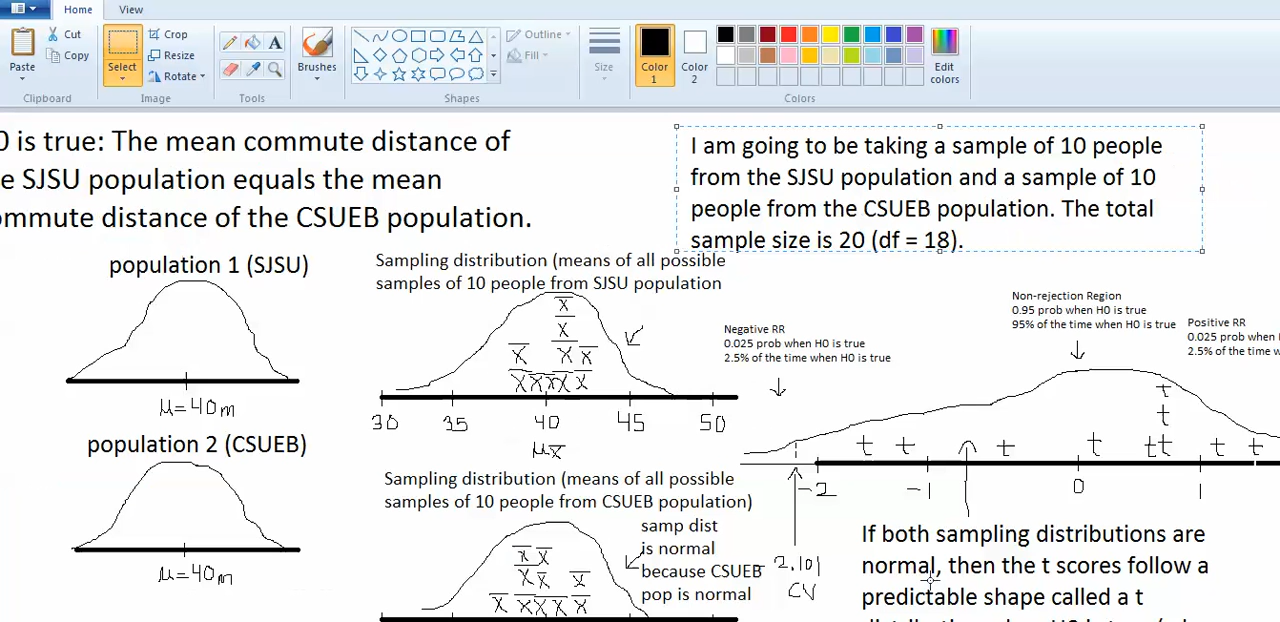 Home
View
Paste
Cut
Copy
Clipboard
Select
Crop
Resize
Rotate
Image
Tools
Brushes
Outline
Fill
Shapes
Size
Color
1
Color
2
Edit
colors
Colors
0 is true: The mean commute distance of
e SJSU population equals the mean
ommute distance of the CSUEB population.
I am going to be taking a sample of 10 people
from the SJSU population and a sample of 10
people from the CSUEB population. The total
sample size is 20 (df = 18).
population 1 (SJSU)
μ=40m
population 2 (CSUEB)
μ=40m
Sampling distribution (means of all possible
samples of 10 people from SJSU population
x̅
x̅
x̅ x̅ x̅
x̅ x̅ x̅ x̅ x̅
30 35 40 45 50
μx̅
Sampling distribution (means of all possible
samples of 10 people from CSUEB population)
samp dist
is normal
because CSUEB
pop is normal
x̅ x̅
x̅ x̅ x̅
x̅ x̅ x̅ x̅ x̅ x̅
Negative RR
0.025 prob when H0 is true
2.5% of the time when H0 is true
Non-rejection Region
0.95 prob when H0 is true
95% of the time when H0 is true
Positive RR
0.025 prob when H0
2.5% of the time w
t
t
t t t t t t t t
-2 -1 0 1
-2.101
CV
If both sampling distributions are
normal, then the t scores follow a
predictable shape called a t